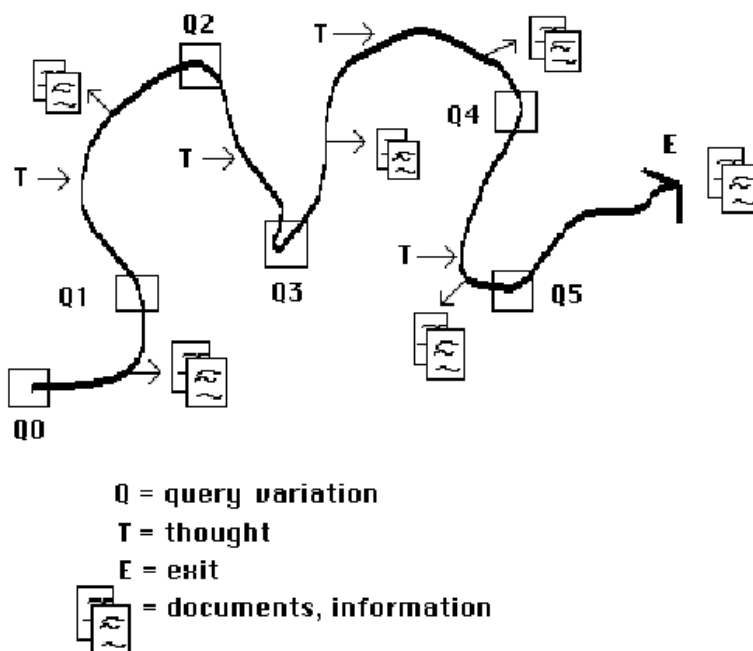 Q2
T
Q4
E
T
T
Q3
T
Q1
Q5
Q0
Q = query variation
T = thought
E = exit
= documents, information